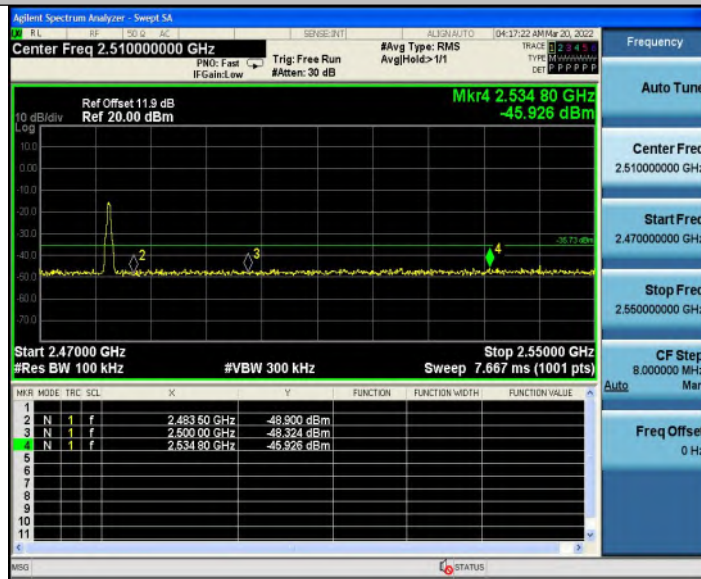 Agilent Spectrum Analyzer - Swept SA
RL RF 50 Ω AC SENSE:INT ALIGN AUTO 04:17:22 AM Mar 20, 2022
Center Freq 2.510000000 GHz
PNO: Fast
IFGain:Low
Trig: Free Run
#Atten: 30 dB
#Avg Type: RMS
Avg|Hold:>1/1
TRACE 1 2 3 4 5 6
TYPE M
DET P P P P P P
Frequency
Auto Tune
Center Freq
2.510000000 GHz
Start Freq
2.470000000 GHz
Stop Freq
2.550000000 GHz
CF Step
8.000000 MHz
Auto Man
Freq Offset
0 Hz
Mkr4 2.534 80 GHz
-45.926 dBm
Ref Offset 11.9 dB
10 dB/div Ref 20.00 dBm
Log
10.0
0.00
-10.0
-20.0
-30.0
-40.0
-50.0
-60.0
-70.0
-35.73 dBm
2
3
4
Start 2.47000 GHz Stop 2.55000 GHz
#Res BW 100 kHz #VBW 300 kHz Sweep 7.667 ms (1001 pts)
MKR MODE TRC SCL X Y FUNCTION FUNCTION WIDTH FUNCTION VALUE
1
2 N 1 f 2.483 50 GHz -48.900 dBm
3 N 1 f 2.500 00 GHz -48.324 dBm
4 N 1 f 2.534 80 GHz -45.926 dBm
5
6
7
8
9
10
11
MSG STATUS